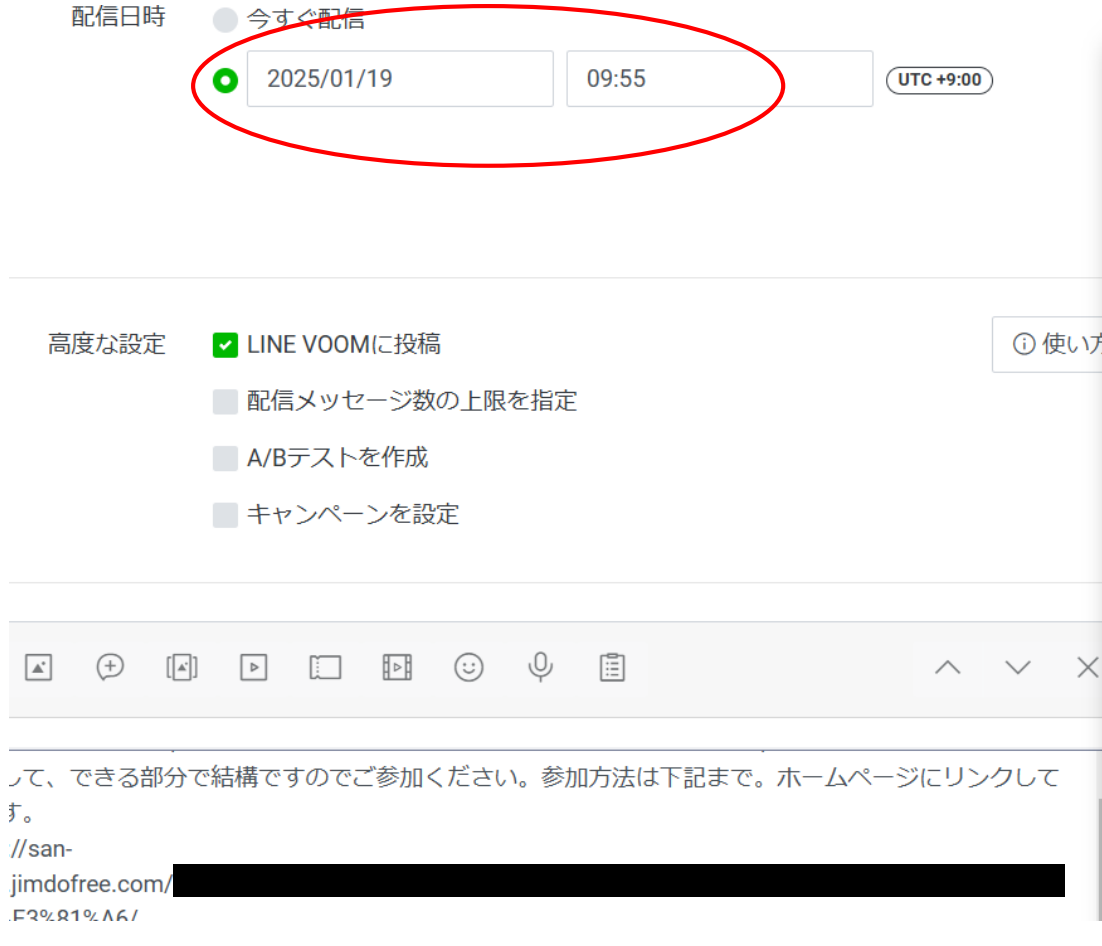 配信日時
今すぐ配信
2025/01/19 09:55 UTC +9:00
高度な設定
LINE VOOMに投稿
使い方
配信メッセージ数の上限を指定
A/Bテストを作成
キャンペーンを設定
して、できる部分で結構ですのでご参加ください。参加方法は下記まで。ホームページにリンクして
す。
://san-
jimdofree.com/
E3%81%A6/